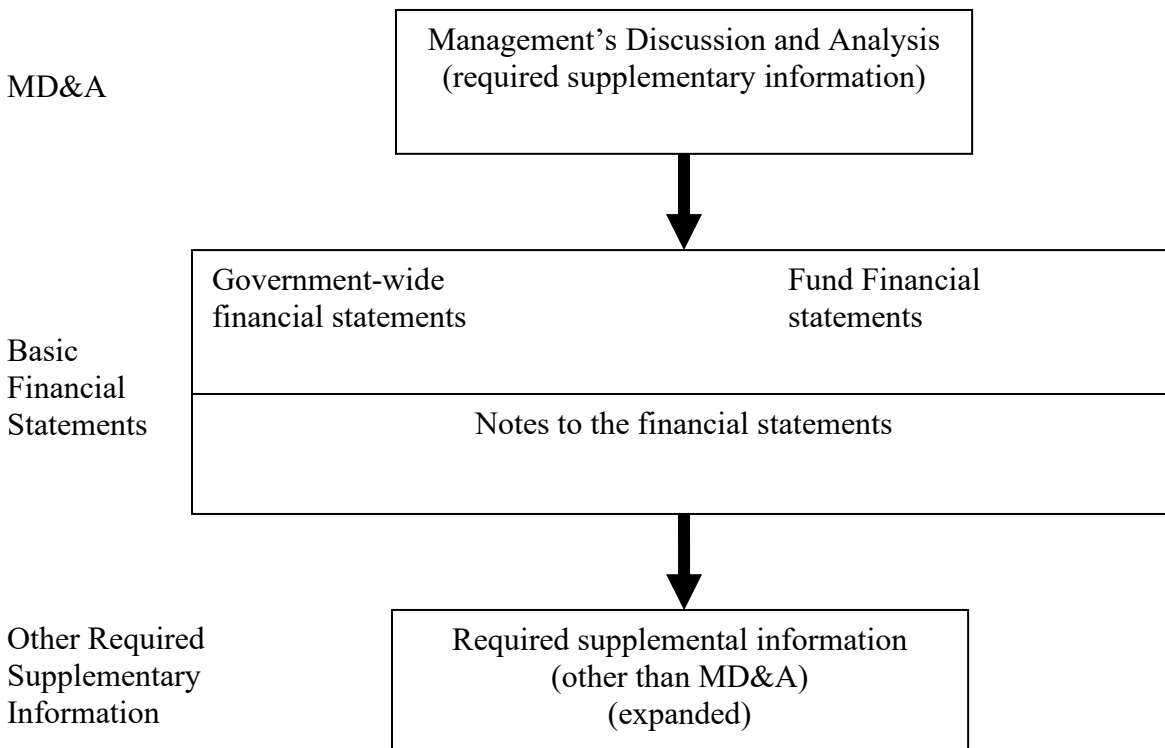 MD&A
Management’s Discussion and Analysis
(required supplementary information)
Basic
Financial
Statements
Government-wide
financial statements
Fund Financial
statements
Notes to the financial statements
Other Required
Supplementary
Information
Required supplemental information
(other than MD&A)
(expanded)